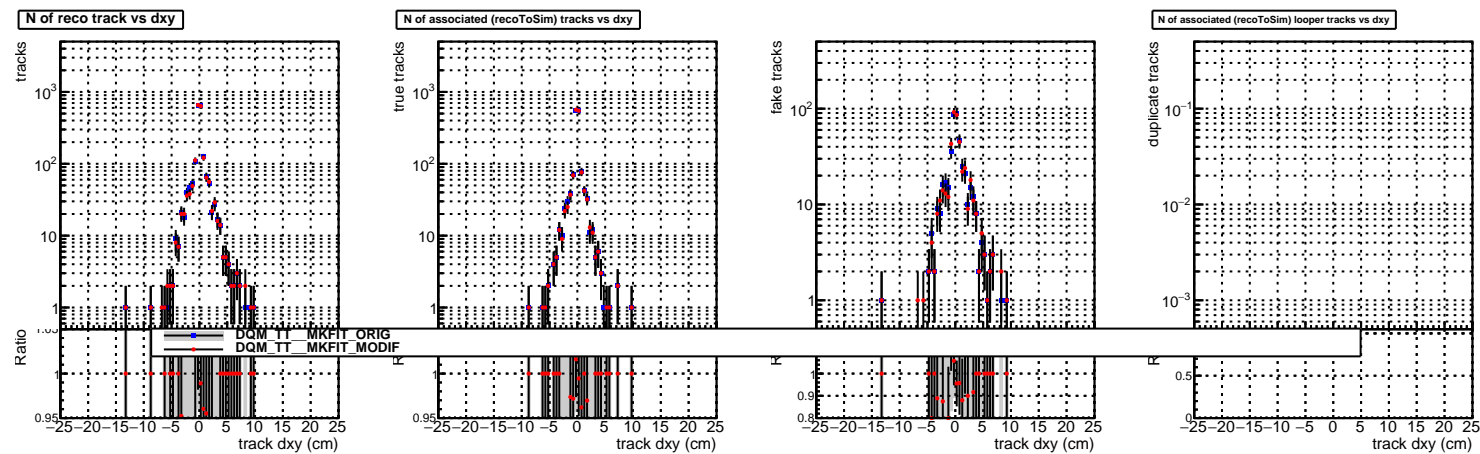 N of reco track vs dxy
tracks
10³
10²
10
1
1.05
Ratio
1
0.95
−25 −20 −15 −10 −5 0 5 10 15 20 25
track dxy (cm)
N of associated (recoToSim) tracks vs dxy
true tracks
10³
10²
10
1
1
0.95
−25 −20 −15 −10 −5 0 5 10 15 20 25
track dxy (cm)
fake tracks
10²
10
1
1
0.9
0.8
−25 −20 −15 −10 −5 0 5 10 15 20 25
track dxy (cm)
N of associated (recoToSim) looper tracks vs dxy
duplicate tracks
10⁻¹
10⁻²
10⁻³
0.5
0
−25 −20 −15 −10 −5 0 5 10 15 20 25
track dxy (cm)
DQM_TT__MKFIT_ORIG
DQM_TT__MKFIT_MODIF